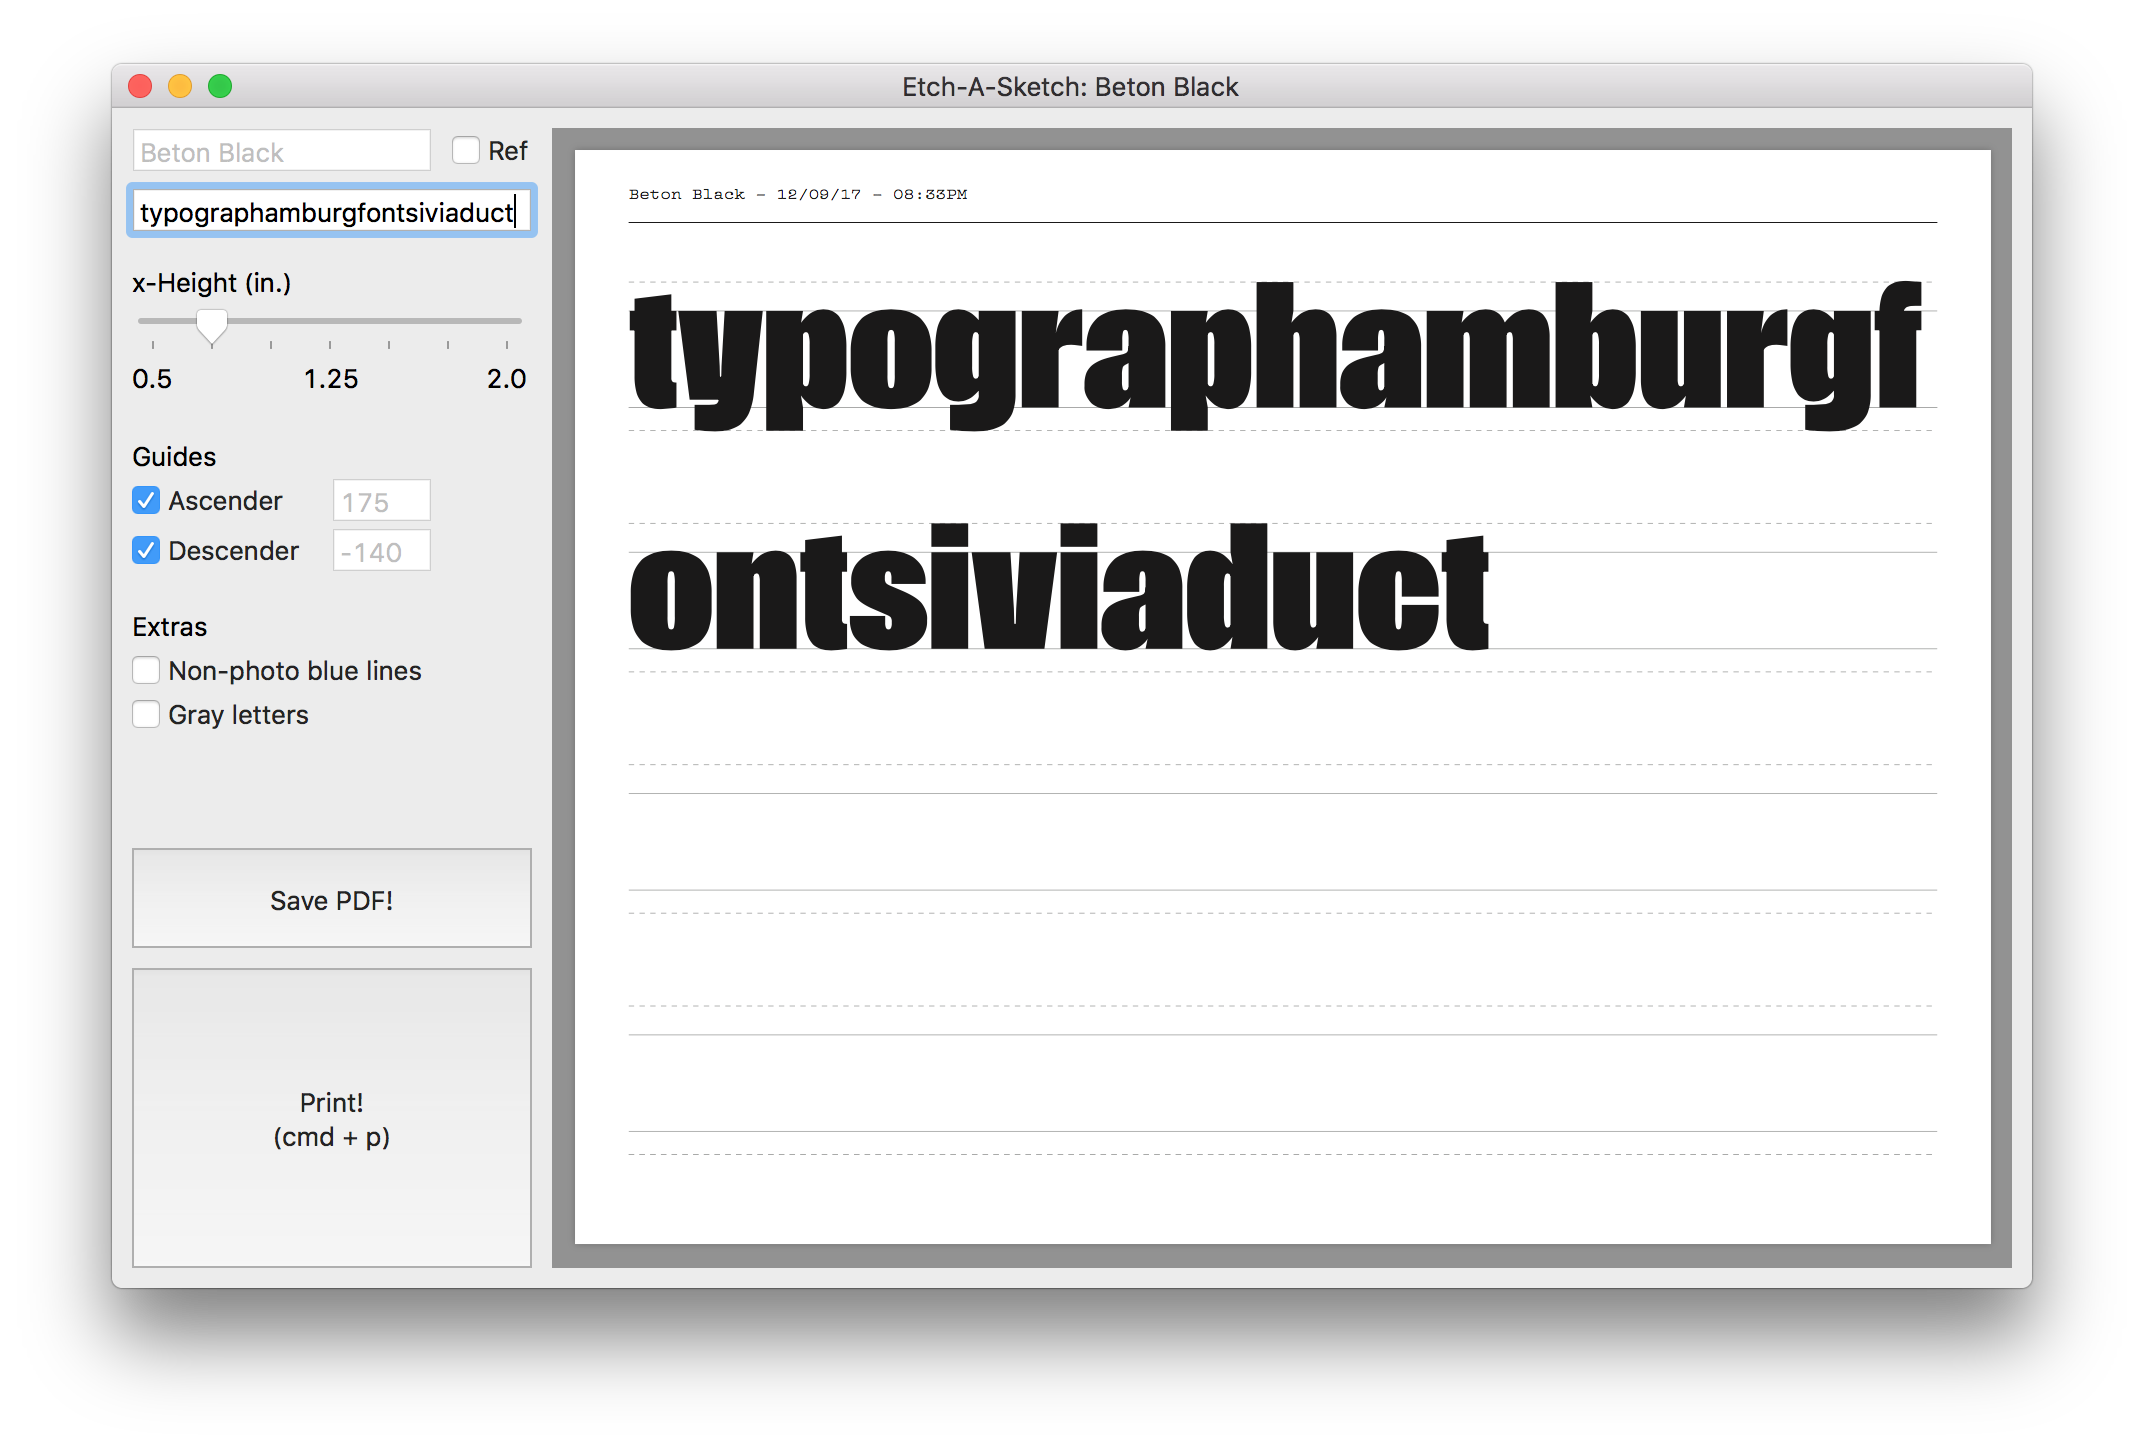 Etch-A-Sketch: Beton Black
Beton Black
Ref
typographamburgfontsiviaduct
x-Height (in.)
0.5 1.25 2.0
Guides
Ascender 175
Descender -140
Extras
Non-photo blue lines
Gray letters
Save PDF!
Print!
(cmd + p)
Beton Black - 12/09/17 - 08:33PM
typographamburgf
ontsiviaduct